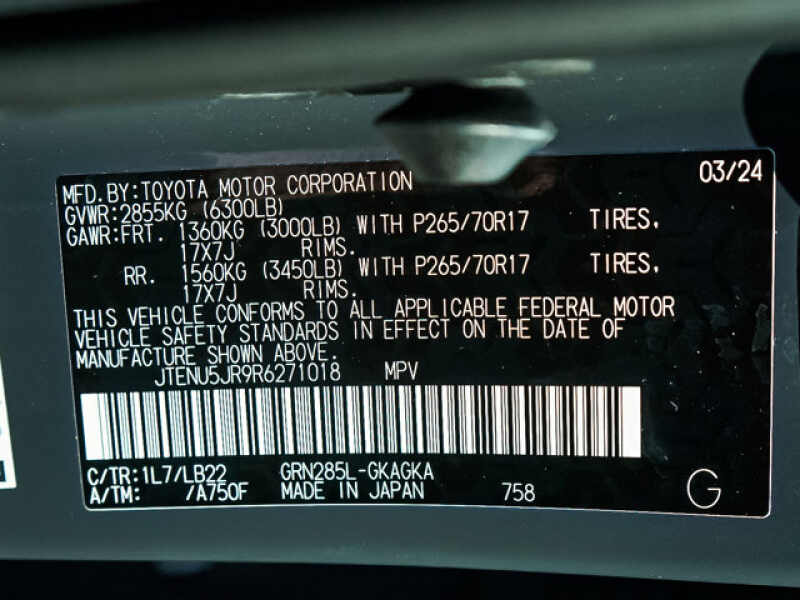 03/24
MFD.BY:TOYOTA MOTOR CORPORATION
GVWR:2855KG (6300LB)
GAWR:FRT. 1360KG (3000LB) WITH P265/70R17 TIRES.
17X7J RIMS.
RR. 1560KG (3450LB) WITH P265/70R17 TIRES.
17X7J RIMS.
THIS VEHICLE CONFORMS TO ALL APPLICABLE FEDERAL MOTOR
VEHICLE SAFETY STANDARDS IN EFFECT ON THE DATE OF
MANUFACTURE SHOWN ABOVE.
JTENU5JR9R6271018 MPV
C/TR:1L7/LB22 GRN285L-GKAGKA
A/TM: /A750F MADE IN JAPAN 758 G